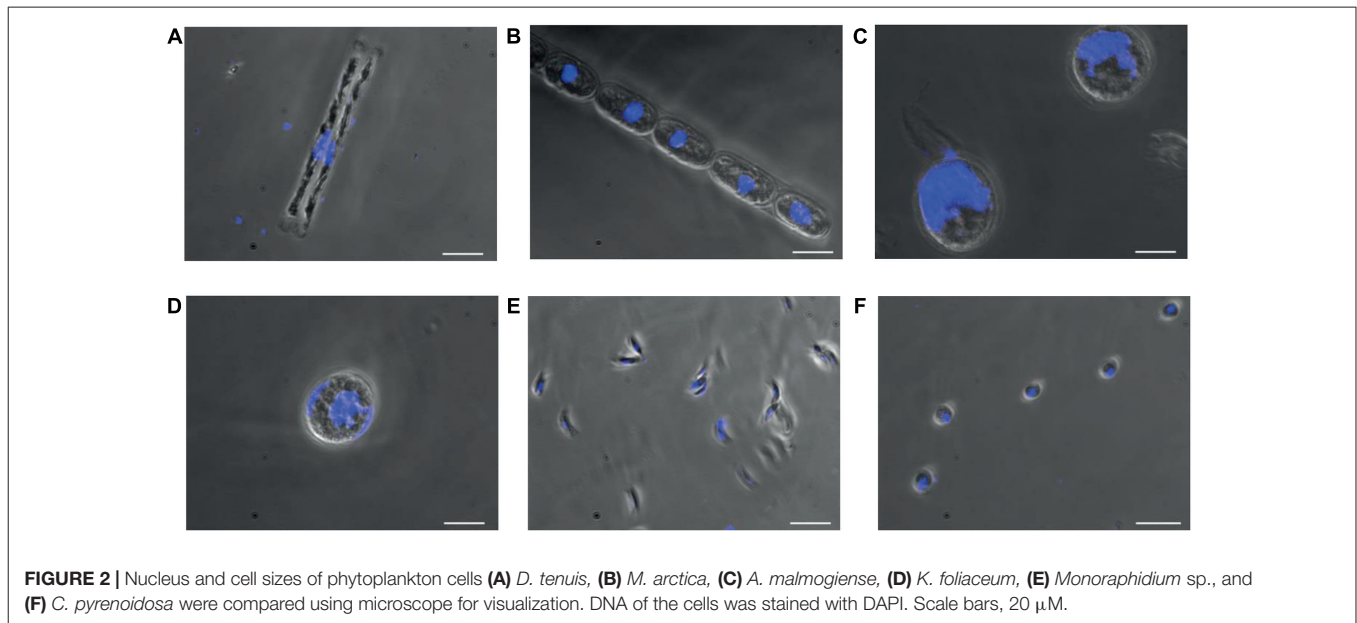 A
B
C
D
E
F
FIGURE 2 | Nucleus and cell sizes of phytoplankton cells (A) D. tenuis, (B) M. arctica, (C) A. malmogiense, (D) K. foliaceum, (E) Monoraphidium sp., and
(F) C. pyrenoidosa were compared using microscope for visualization. DNA of the cells was stained with DAPI. Scale bars, 20 μM.